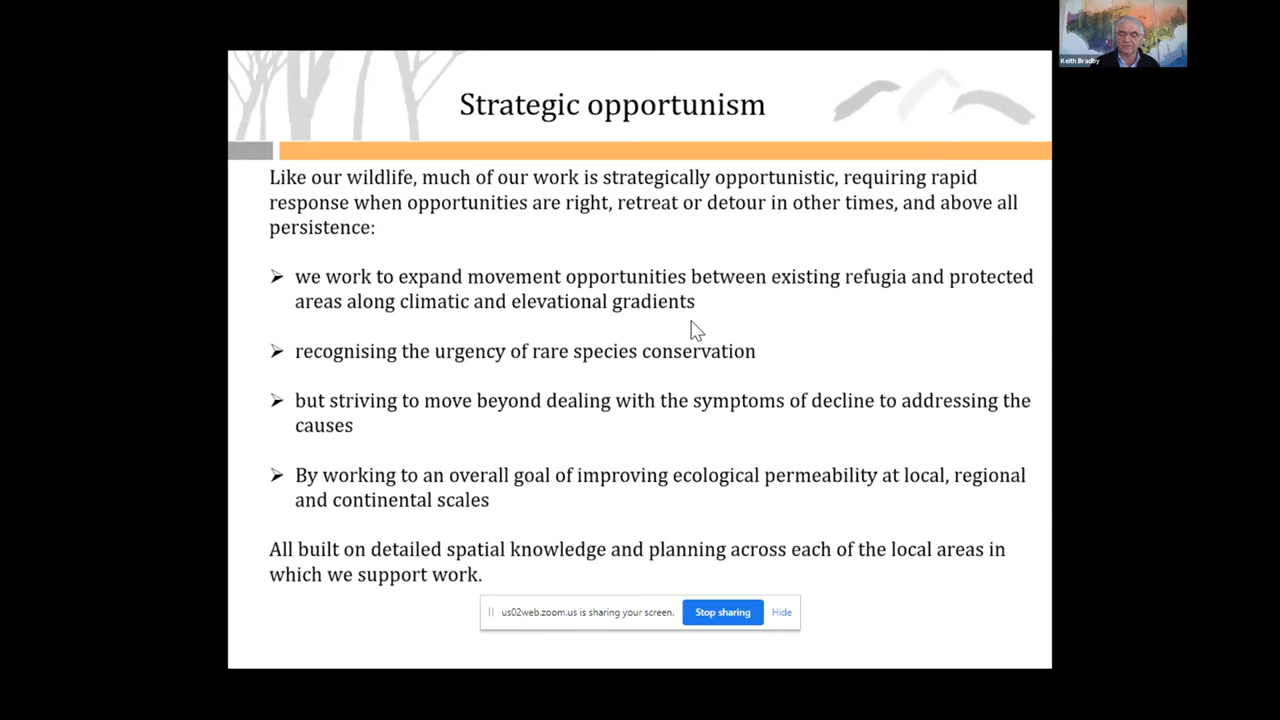 Keith Bradby
Strategic opportunism
Like our wildlife, much of our work is strategically opportunistic, requiring rapid
response when opportunities are right, retreat or detour in other times, and above all
persistence:
➢ we work to expand movement opportunities between existing refugia and protected
areas along climatic and elevational gradients
➢ recognising the urgency of rare species conservation
➢ but striving to move beyond dealing with the symptoms of decline to addressing the
causes
➢ By working to an overall goal of improving ecological permeability at local, regional
and continental scales
All built on detailed spatial knowledge and planning across each of the local areas in
which we support work.
us02web.zoom.us is sharing your screen. Stop sharing Hide